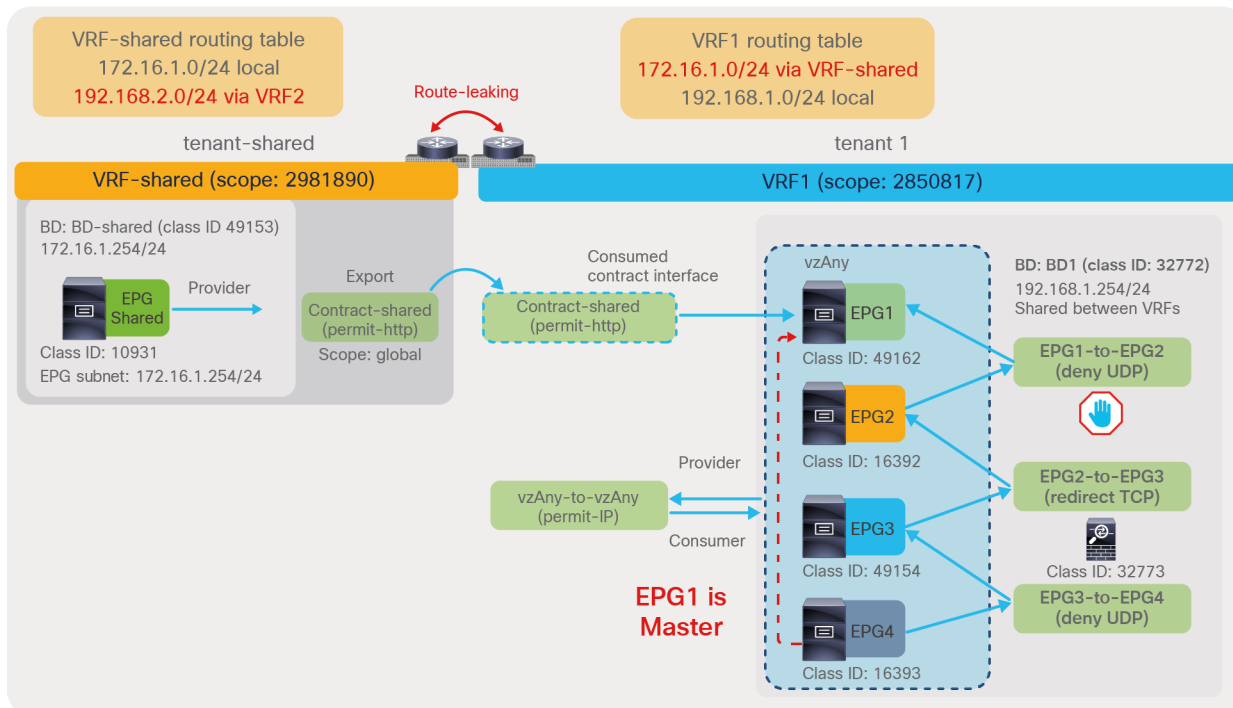 VRF-shared routing table
172.16.1.0/24 local
192.168.2.0/24 via VRF2
Route-leaking
VRF1 routing table
172.16.1.0/24 via VRF-shared
192.168.1.0/24 local
tenant-shared
tenant 1
VRF-shared (scope: 2981890)
VRF1 (scope: 2850817)
BD: BD-shared (class ID 49153)
172.16.1.254/24
EPG
Shared
Provider
Class ID: 10931
EPG subnet: 172.16.1.254/24
Export
Contract-shared
(permit-http)
Scope: global
Consumed
contract interface
Contract-shared
(permit-http)
vzAny
EPG1
Class ID: 49162
EPG2
Class ID: 16392
EPG3
Class ID: 49154
EPG4
Class ID: 16393
BD: BD1 (class ID: 32772)
192.168.1.254/24
Shared between VRFs
EPG1-to-EPG2
(deny UDP)
EPG2-to-EPG3
(redirect TCP)
Class ID: 32773
EPG3-to-EPG4
(deny UDP)
Provider
vzAny-to-vzAny
(permit-IP)
Consumer
EPG1 is
Master